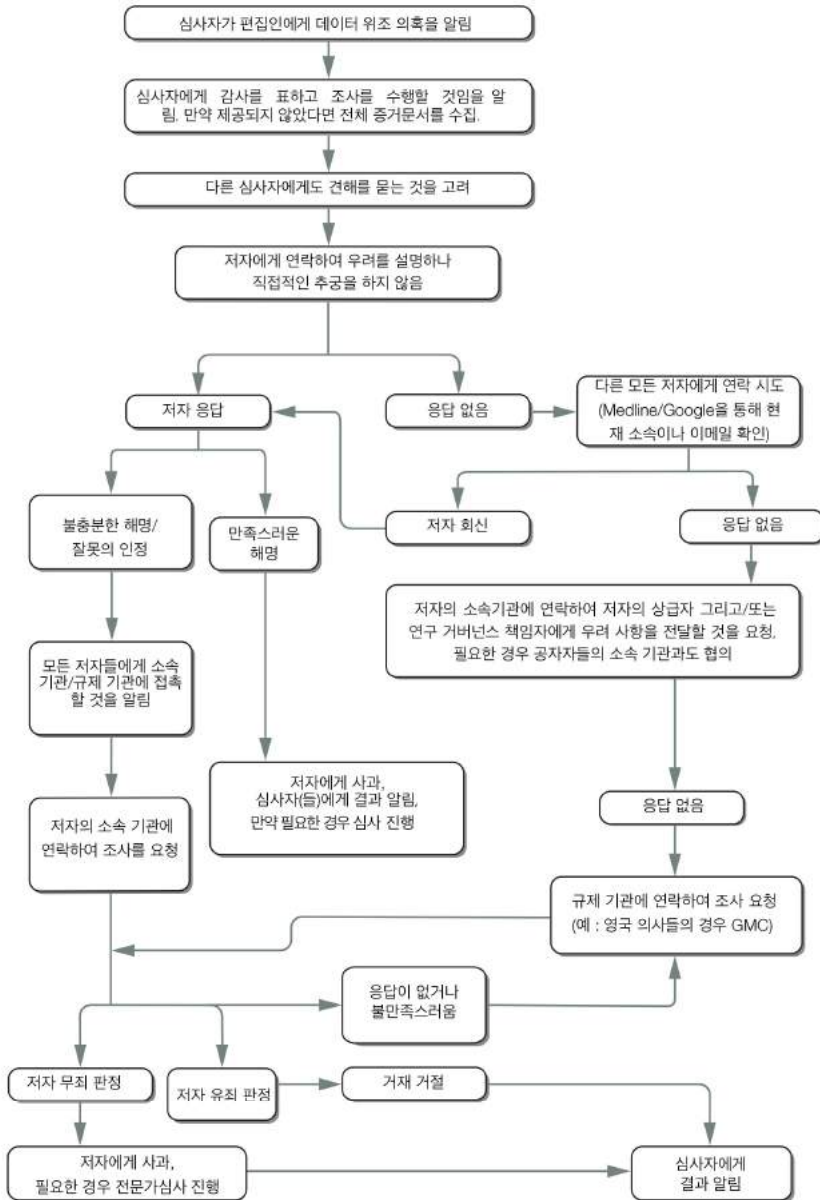 심사자가 편집인에게 데이터 위조 의혹을 알림
심사자에게 감사를 표하고 조사를 수행할 것임을 알
림. 만약 제공되지 않았다면 전체 증거문서를 수집.
다른 심사자에게도 견해를 묻는 것을 고려
저자에게 연락하여 우려를 설명하나
직접적인 추궁을 하지 않음
저자 응답
응답 없음
다른 모든 저자에게 연락 시도
(Medline/Google을 통해 현
재 소속이나 이메일 확인)
불충분한 해명/
잘못의 인정
만족스러운
해명
저자 회신
응답 없음
저자의 소속기관에 연락하여 저자의 상급자 그리고/또는
연구 거버넌스 책임자에게 우려 사항을 전달할 것을 요청,
필요한 경우 공자자들의 소속 기관과도 협의
모든 저자들에게 소속
기관/규제 기관에 접촉
할 것을 알림
저자에게 사과,
심사자(들)에게 결과 알림,
만약 필요한 경우 심사 진행
응답 없음
저자의 소속 기관에
연락하여 조사를 요청
규제 기관에 연락하여 조사 요청
(예 : 영국 의사들의 경우 GMC)
응답이 없거나
불만족스러움
저자 무죄 판정
저자 유죄 판정
거재 거절
저자에게 사과,
필요한 경우 전문가심사 진행
심사자에게
결과 알림